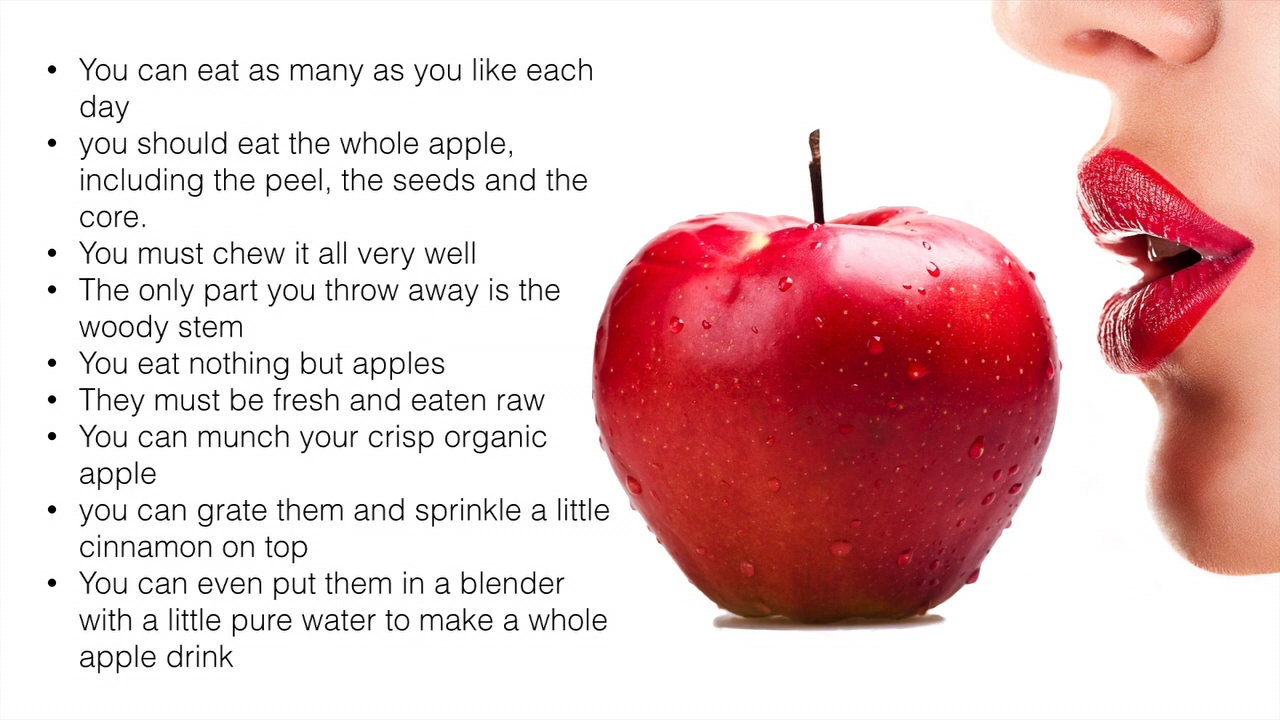 • You can eat as many as you like each
day
• you should eat the whole apple,
including the peel, the seeds and the
core.
• You must chew it all very well
• The only part you throw away is the
woody stem
• You eat nothing but apples
• They must be fresh and eaten raw
• You can munch your crisp organic
apple
• you can grate them and sprinkle a little
cinnamon on top
• You can even put them in a blender
with a little pure water to make a whole
apple drink